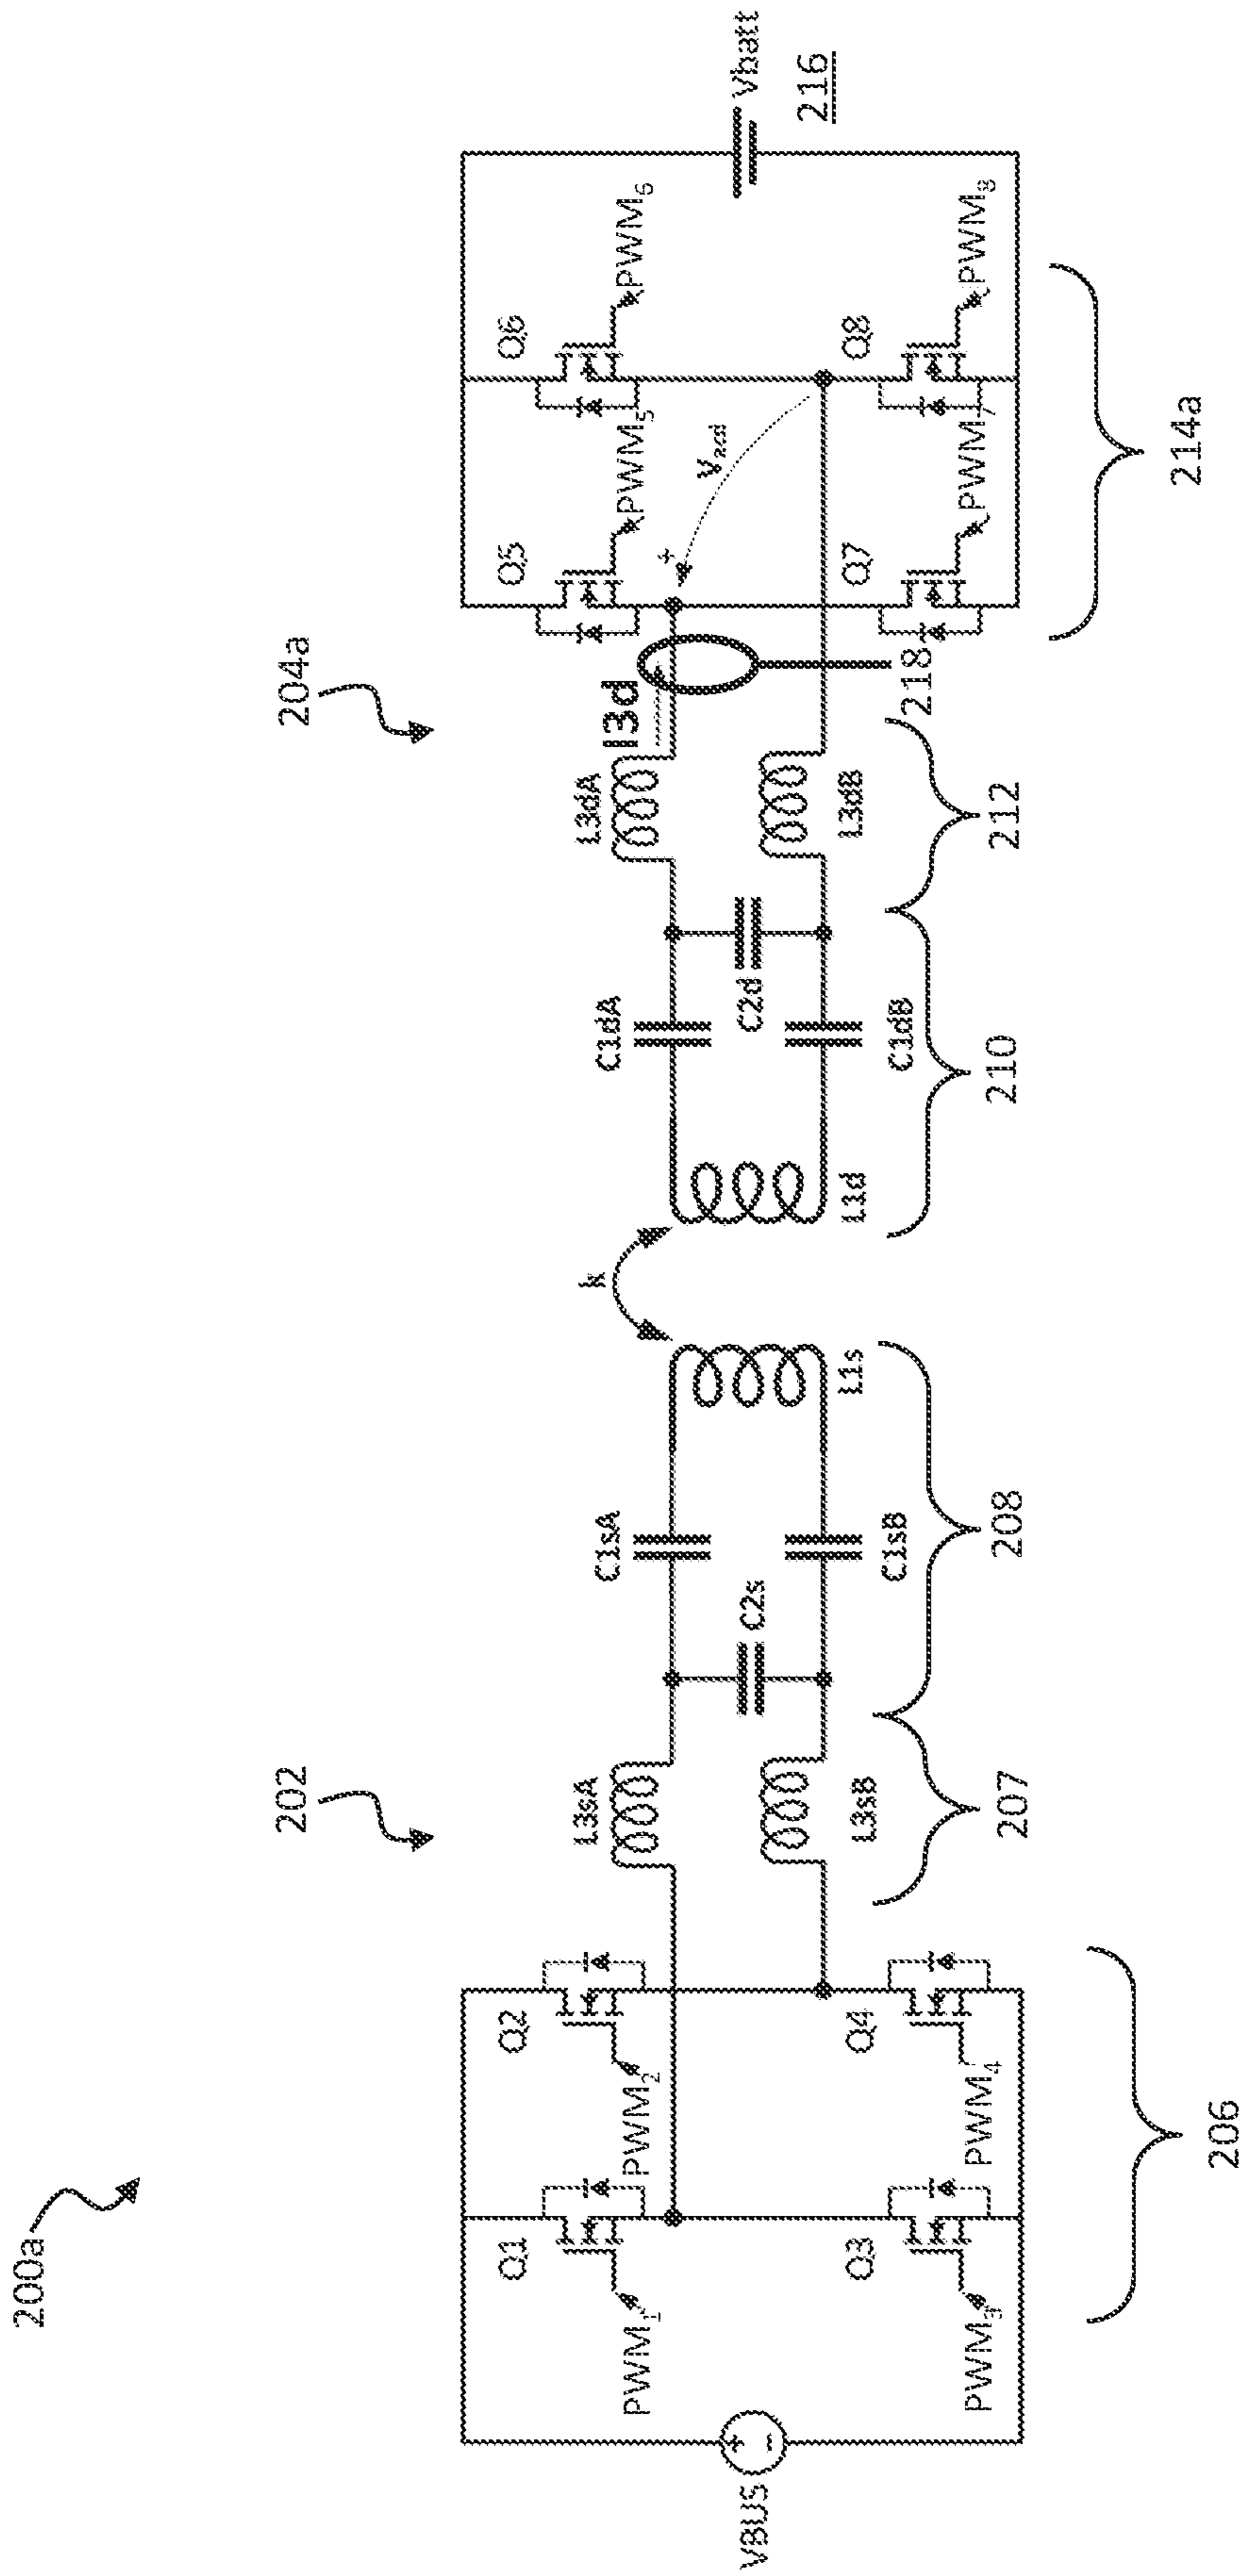 200a
202
204a
VBUS
Q1
PWM1
Q2
PWM2
Q3
PWM3
Q4
PWM4
206
L3sA
L3sB
207
C2s
C1sA
C1sB
L1s
208
k
L1d
C1dA
C1dB
C2d
210
L3dA
L3dB
212
I3d
218
Q5
PWM5
Q6
PWM6
Q7
PWM7
Q8
PWM8
214a
Vbatt
216